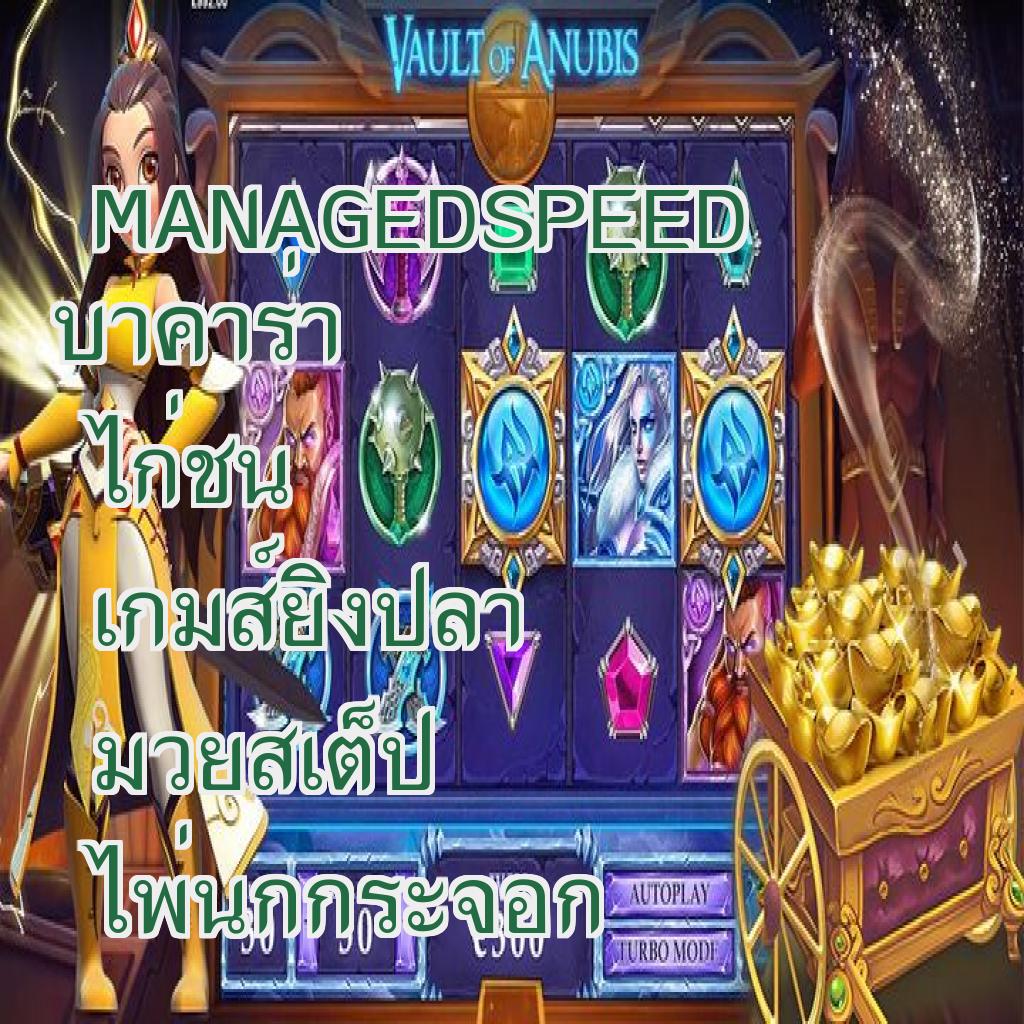 VAULT OF ANUBIS
MANAGEDSPEED
บาคาร่า
ไก่ชน
เกมส์ยิงปลา
มวยสเต็ป
ไพ่นกกระจอก
AUTOPLAY
TURBO MODE